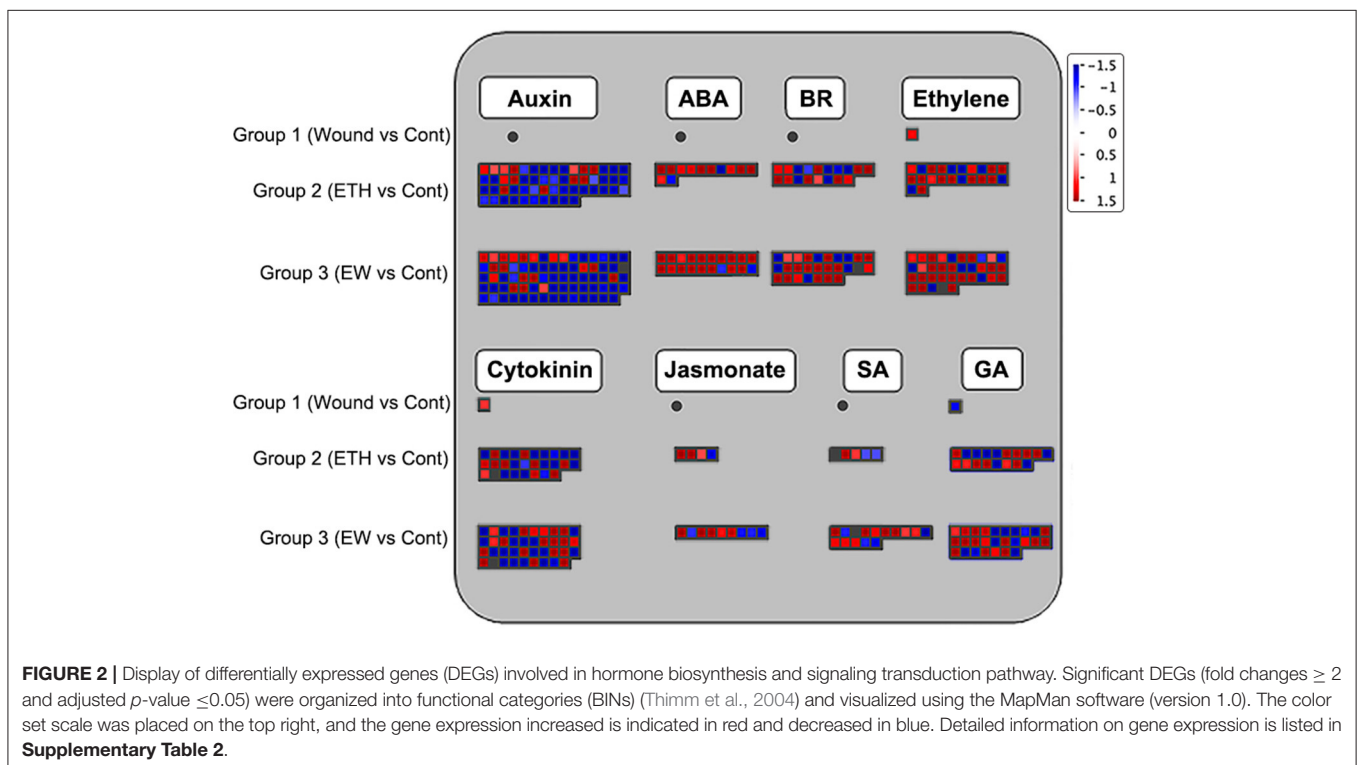 Auxin ABA BR Ethylene
-1.5
-1
-0.5
0
0.5
1
1.5
Group 1 (Wound vs Cont)
Group 2 (ETH vs Cont)
Group 3 (EW vs Cont)
Cytokinin Jasmonate SA GA
Group 1 (Wound vs Cont)
Group 2 (ETH vs Cont)
Group 3 (EW vs Cont)
FIGURE 2 | Display of differentially expressed genes (DEGs) involved in hormone biosynthesis and signaling transduction pathway. Significant DEGs (fold changes ≥ 2
and adjusted p-value ≤0.05) were organized into functional categories (BINs) (Thimm et al., 2004) and visualized using the MapMan software (version 1.0). The color
set scale was placed on the top right, and the gene expression increased is indicated in red and decreased in blue. Detailed information on gene expression is listed in
Supplementary Table 2.